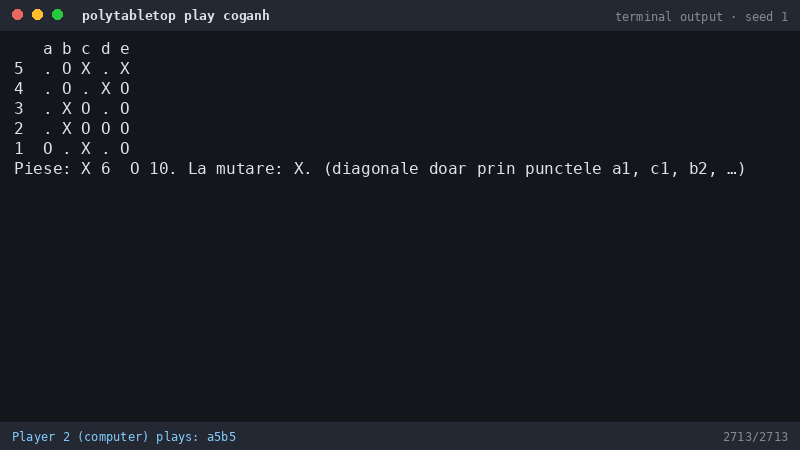 polytabletop play coganh
terminal output · seed 1
a b c d e
5 . O X . X
4 . O . X O
3 . X O . O
2 . X O O O
1 O . X . O
Piese: X 6  O 10. La mutare: X. (diagonale doar prin punctele a1, c1, b2, …)
Player 2 (computer) plays: a5b5
2713/2713